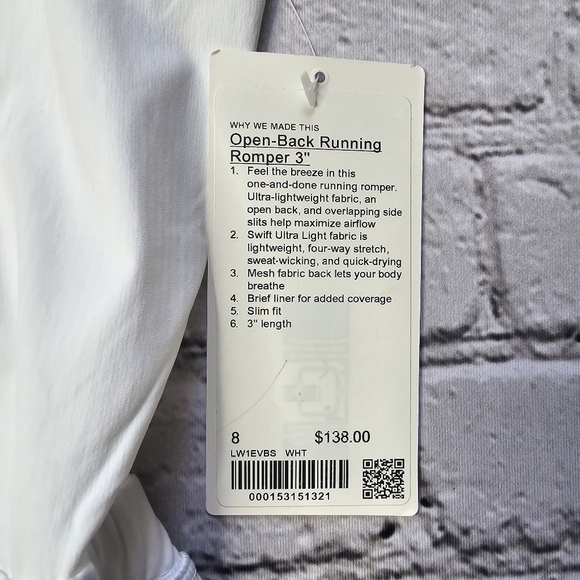 WHY WE MADE THIS
Open-Back Running
Romper 3"
1. Feel the breeze in this
one-and-done running romper.
Ultra-lightweight fabric, an
open back, and overlapping side
slits help maximize airflow
2. Swift Ultra Light fabric is
lightweight, four-way stretch,
sweat-wicking, and quick-drying
3. Mesh fabric back lets your body
breathe
4. Brief liner for added coverage
5. Slim fit
6. 3" length
8 $138.00
LW1EVBS WHT
000153151321